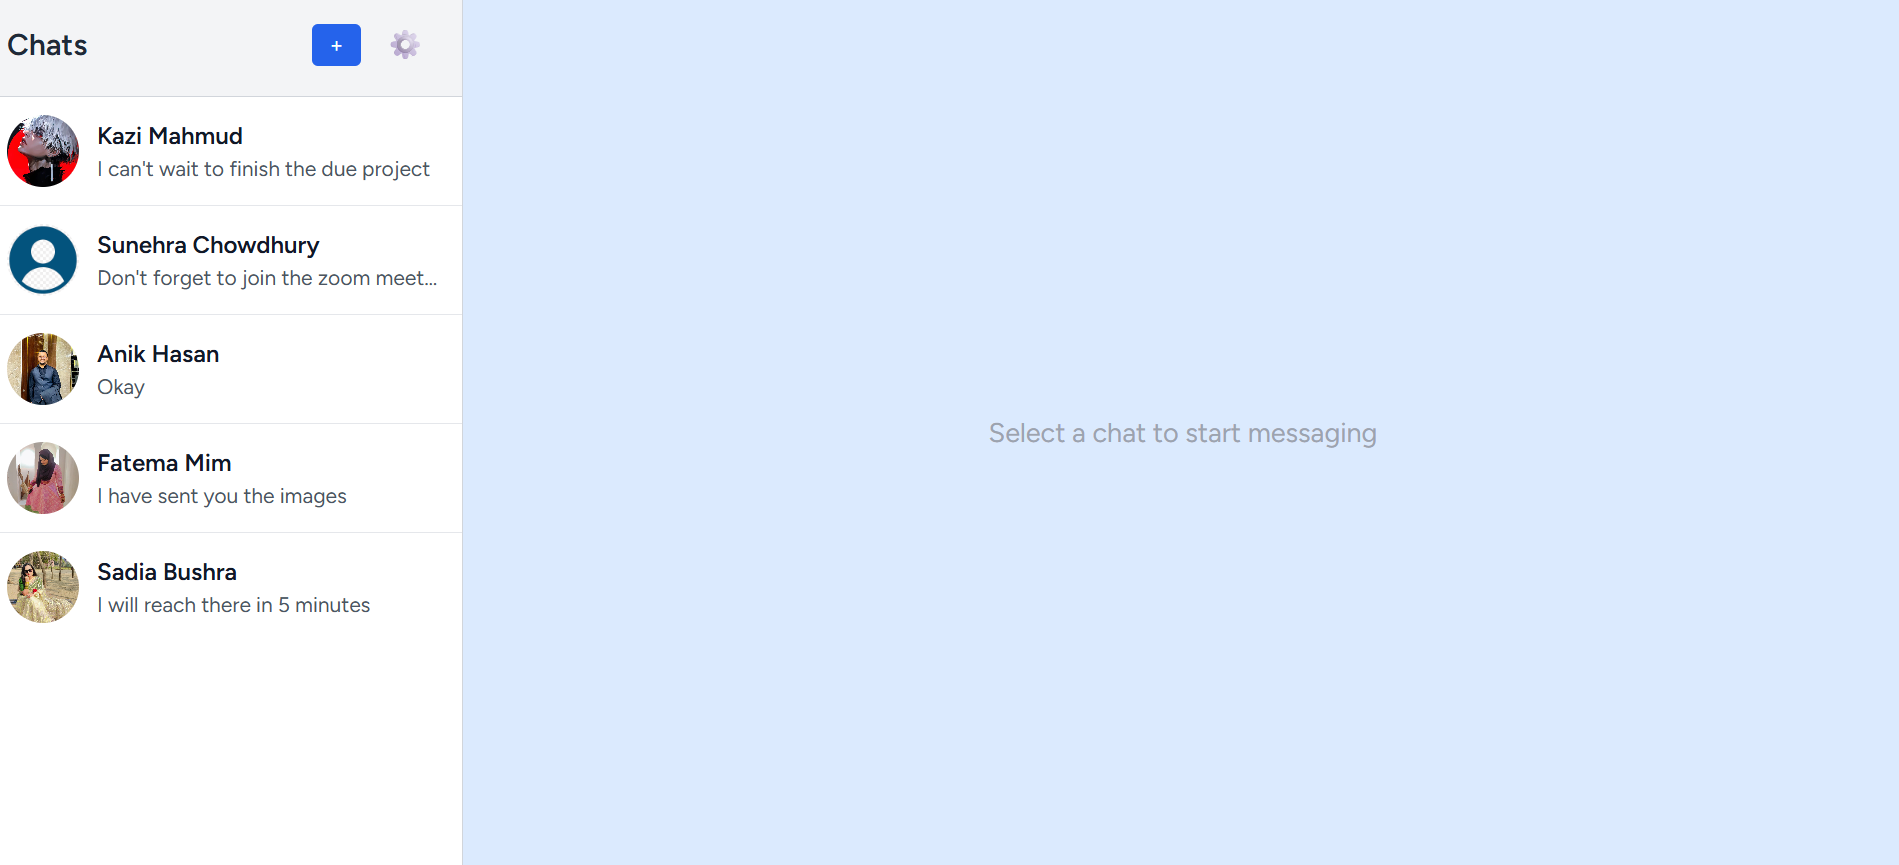 Chats
+
Kazi Mahmud
I can't wait to finish the due project
Sunehra Chowdhury
Don't forget to join the zoom meet...
Anik Hasan
Okay
Fatema Mim
I have sent you the images
Sadia Bushra
I will reach there in 5 minutes
Select a chat to start messaging